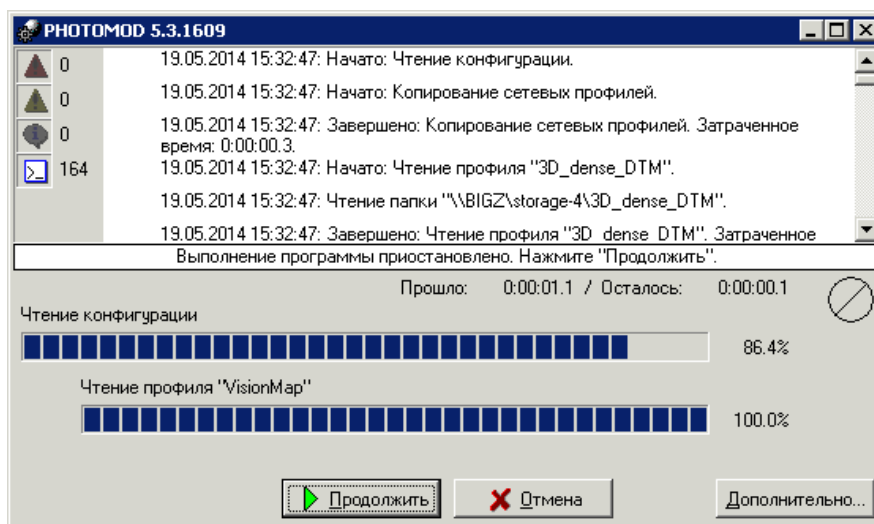 PHOTOMOD 5.3.1609
0
19.05.2014 15:32:47: Начато: Чтение конфигурации.
0
19.05.2014 15:32:47: Начато: Копирование сетевых профилей.
0
19.05.2014 15:32:47: Завершено: Копирование сетевых профилей. Затраченное
время: 0:00:00.3.
164
19.05.2014 15:32:47: Начато: Чтение профиля "3D_dense_DTM".
19.05.2014 15:32:47: Чтение папки "\\BIGZ\storage-4\3D_dense_DTM".
19.05.2014 15:32:47: Завершено: Чтение профиля "3D_dense_DTM". Затраченное
Выполнение программы приостановлено. Нажмите "Продолжить".
Прошло: 0:00:01.1 / Осталось: 0:00:00.1
Чтение конфигурации
86.4%
Чтение профиля "VisionMap"
100.0%
Продолжить Отмена Дополнительно...